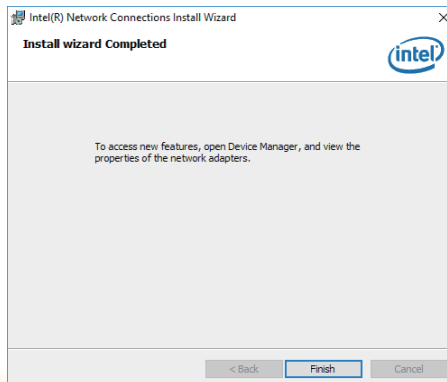 Intel(R) Network Connections Install Wizard
Install wizard Completed
intel
To access new features, open Device Manager, and view the
properties of the network adapters.
< Back
Finish
Cancel